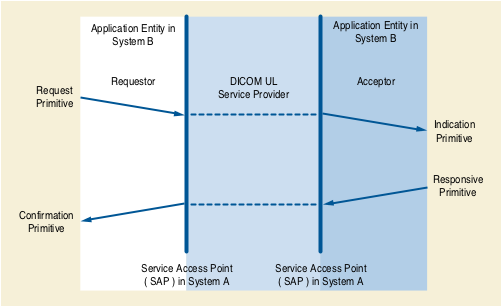 Application Entity in
System B
Application Entity in
System B
Requestor
DICOM UL
Service Provider
Acceptor
Request
Primitive
Indication
Primitive
Responsive
Primitive
Confirmation
Primitive
Service Access Point
( SAP ) in System A
Service Access Point
( SAP ) in System A